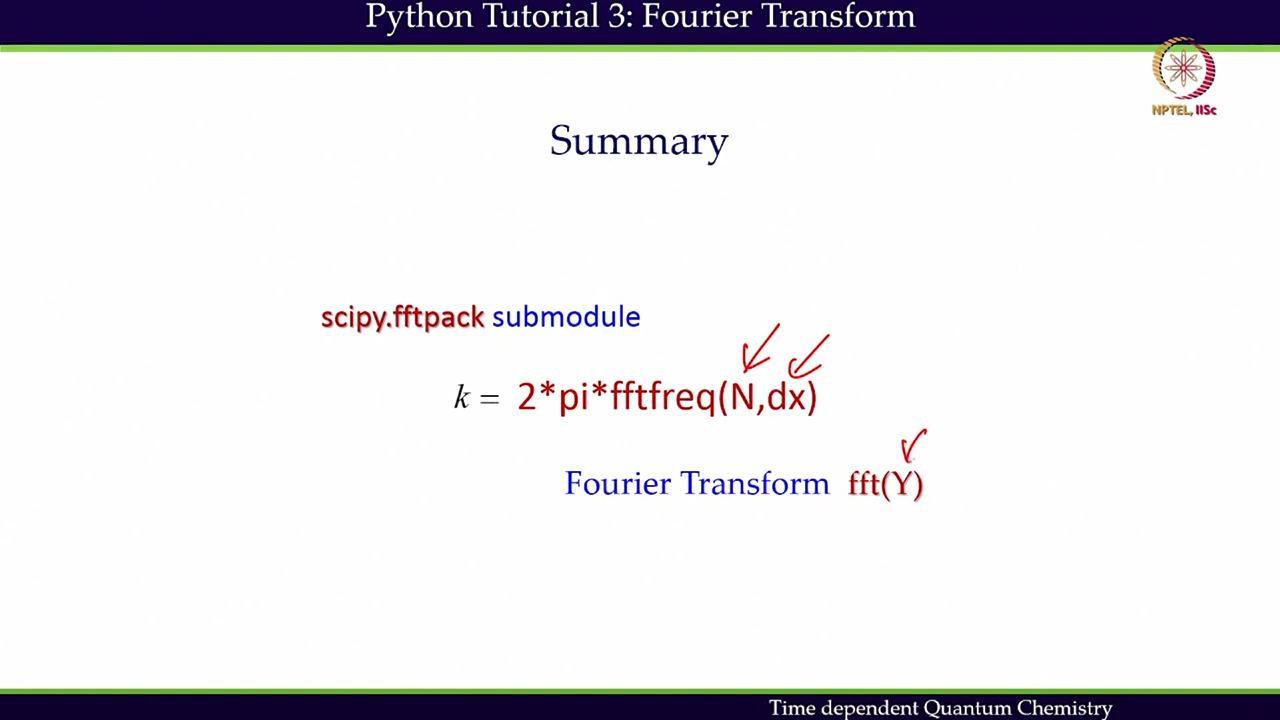 Python Tutorial 3: Fourier Transform
NPTEL, IISc
Summary
scipy.fftpack submodule
k = 2*pi*fftfreq(N,dx)
Fourier Transform fft(Y)
Time dependent Quantum Chemistry